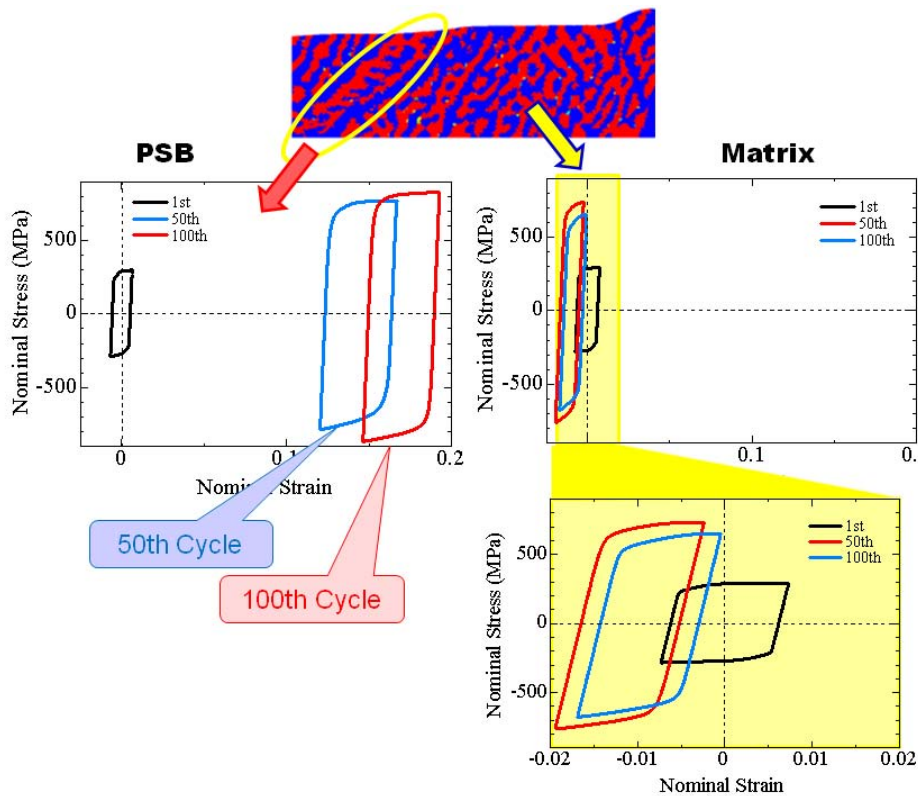 PSB
Matrix
1st
50th
100th
500
0
-500
Nominal Stress (MPa)
0
0.1
0.2
Nominal Strain
50th Cycle
100th Cycle
1st
50th
100th
500
0
-500
Nominal Stress (MPa)
0.1
0.
1st
50th
100th
500
0
-500
Nominal Stress (MPa)
-0.02
-0.01
0
0.01
0.02
Nominal Strain